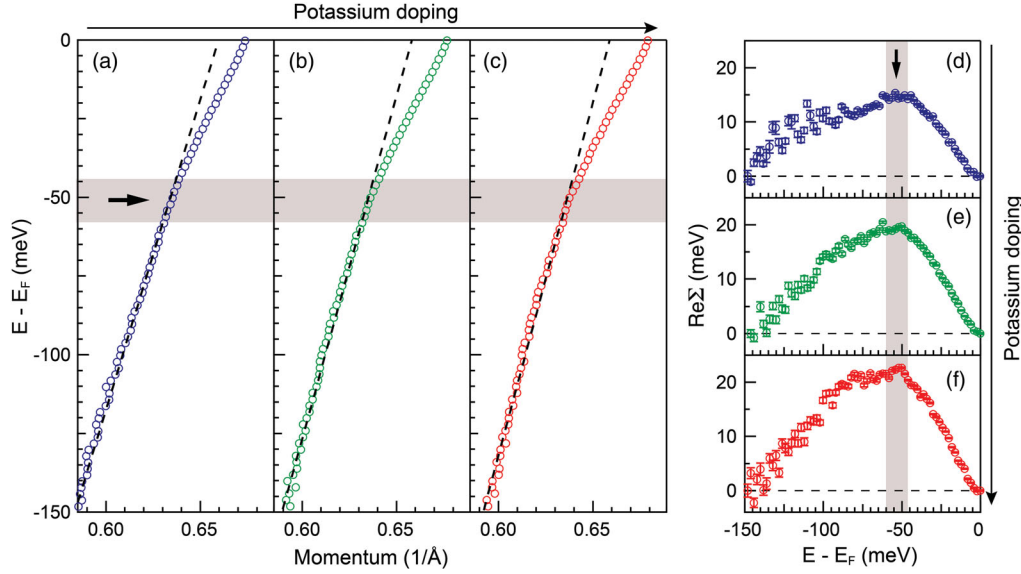 Potassium doping
(a)
(b)
(c)
0
-50
-100
-150
E - E_F (meV)
0.60
0.65
0.60
0.65
0.60
0.65
Momentum (1/Å)
(d)
20
10
0
(e)
20
10
0
(f)
20
10
0
ReΣ (meV)
-150
-100
-50
0
E - E_F (meV)
Potassium doping